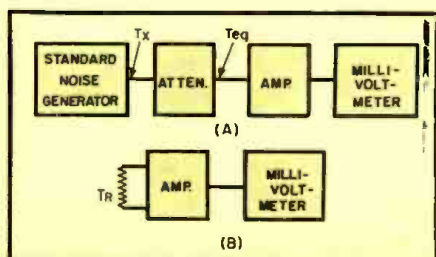 Tx
Teq
STANDARD
NOISE
GENERATOR
ATTEN.
AMP.
MILLI-
VOLT-
METER
(A)
TR
AMP.
MILLI-
VOLT-
METER
(B)